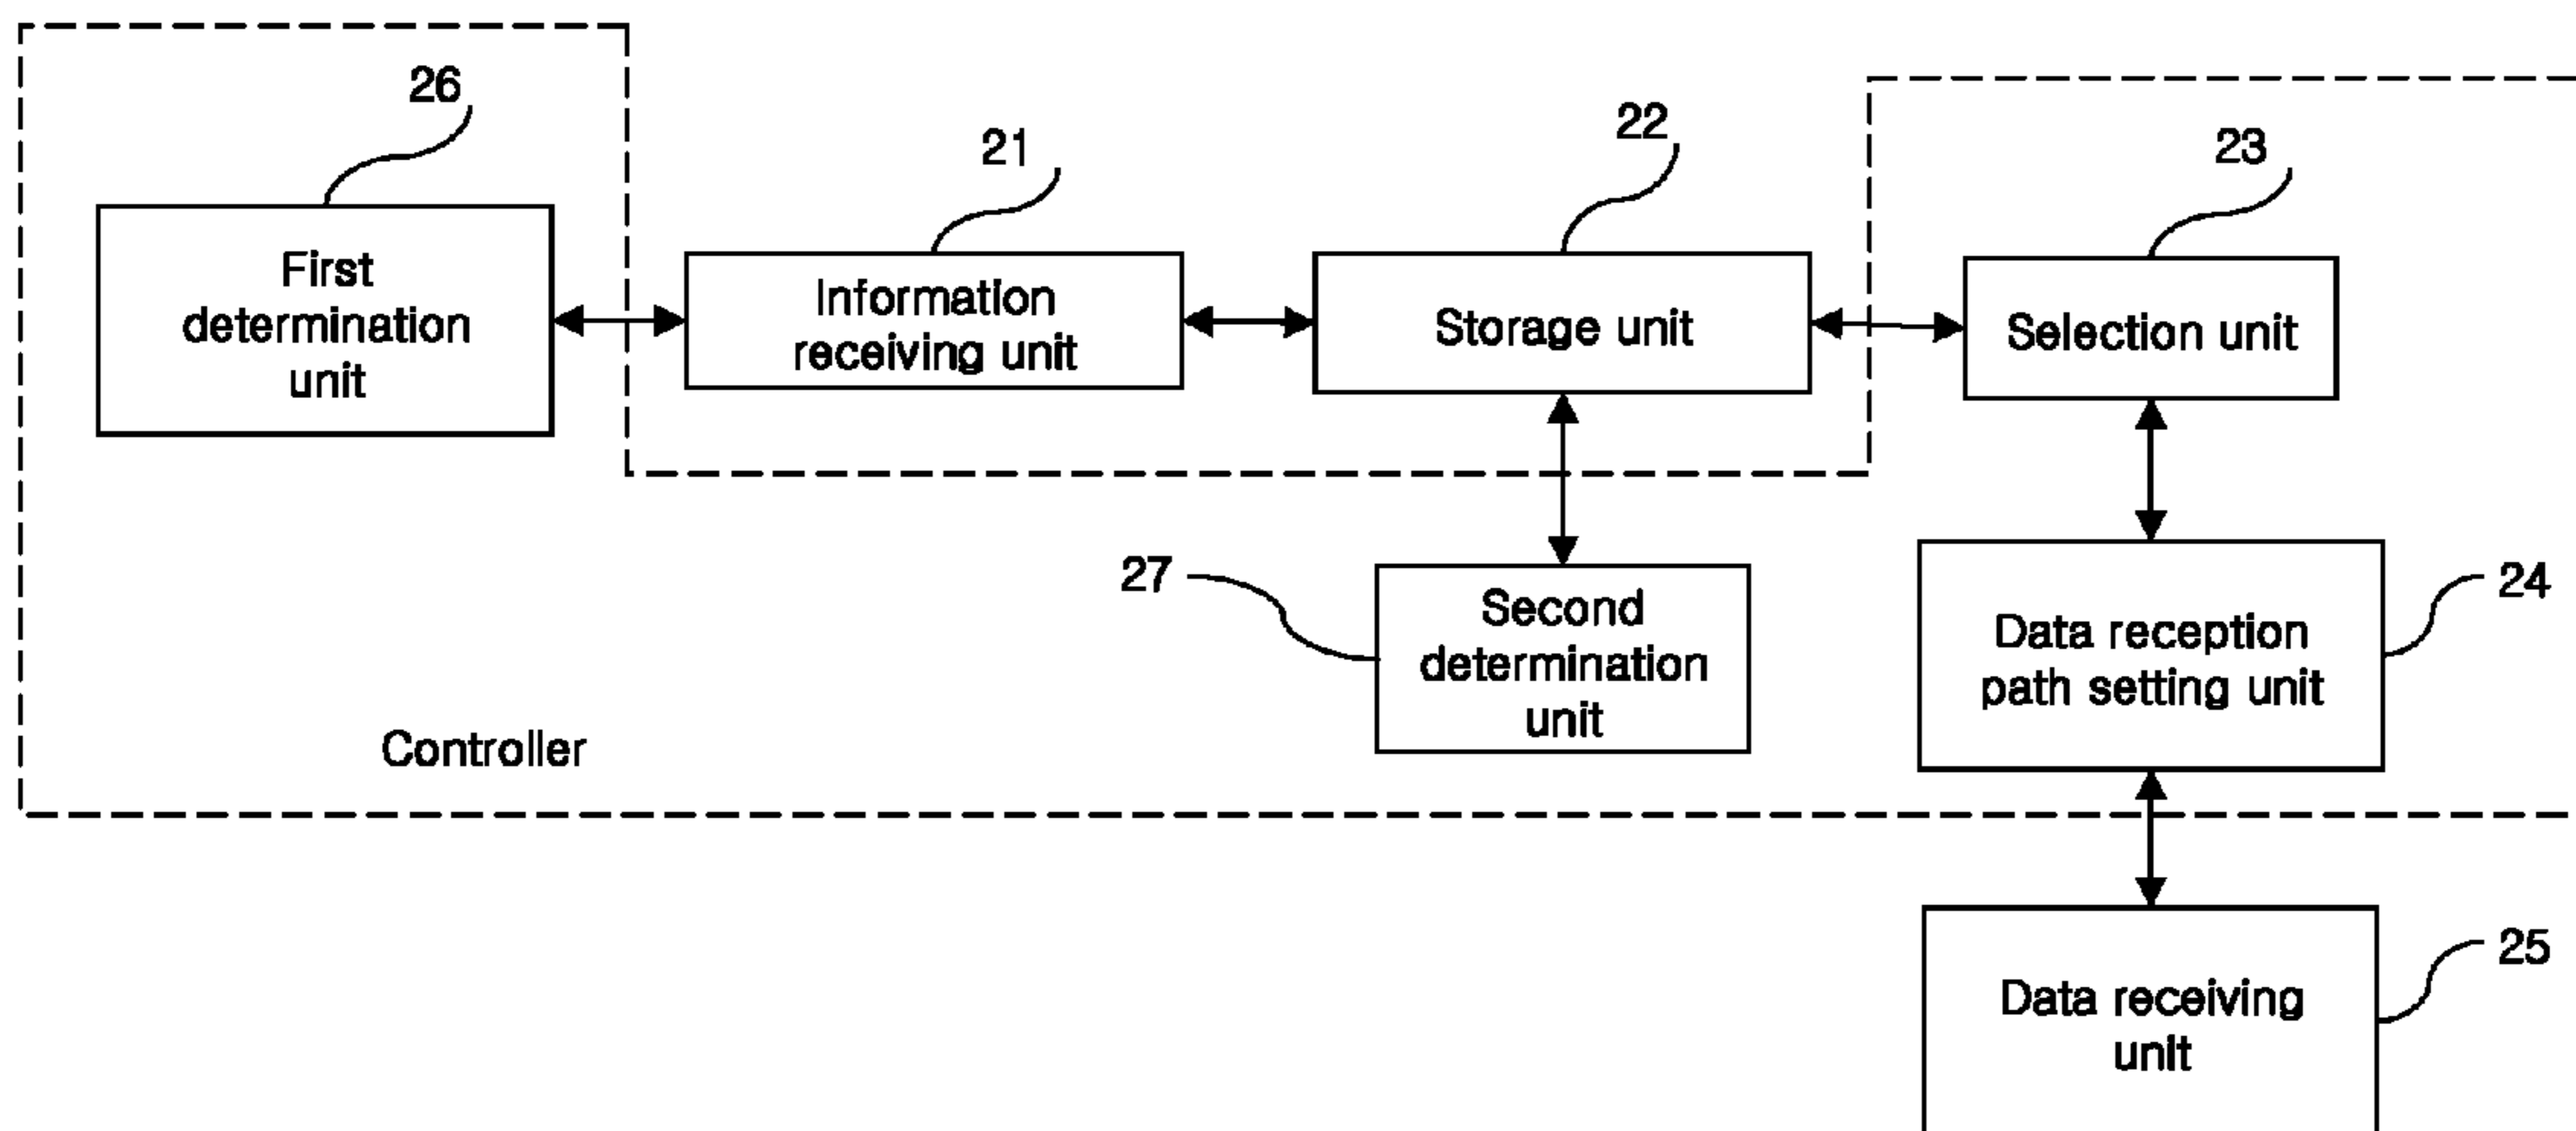 26
21
22
23
First
determination
unit
Information
receiving unit
Storage unit
Selection unit
27
Second
determination
unit
24
Data reception
path setting unit
Controller
25
Data receiving
unit